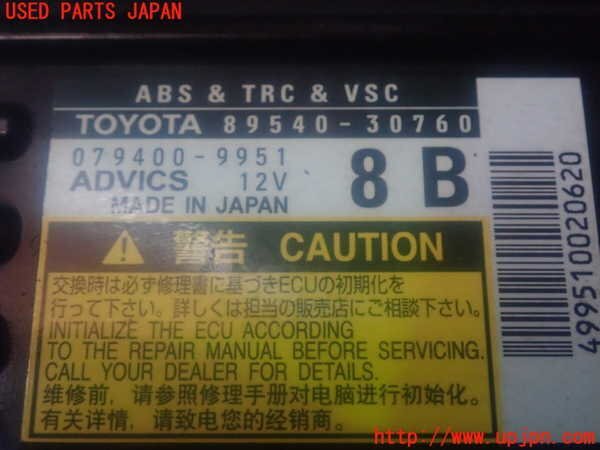 USED PARTS JAPAN
ABS & TRC & VSC
TOYOTA 89540-30760
079400-9951
ADVICS 12V
8B
MADE IN JAPAN
警告 CAUTION
交換時は必ず修理書に基づきECUの初期化を
行って下さい。詳しくは担当の販売店にご相談下さい。
INITIALIZE THE ECU ACCORDING
TO THE REPAIR MANUAL BEFORE SERVICING.
CALL YOUR DEALER FOR DETAILS.
维修前，请参照修理手册对电脑进行初始化。
有关详情，请致电您的经销商。
499510020620
http://www.upjpn.com/